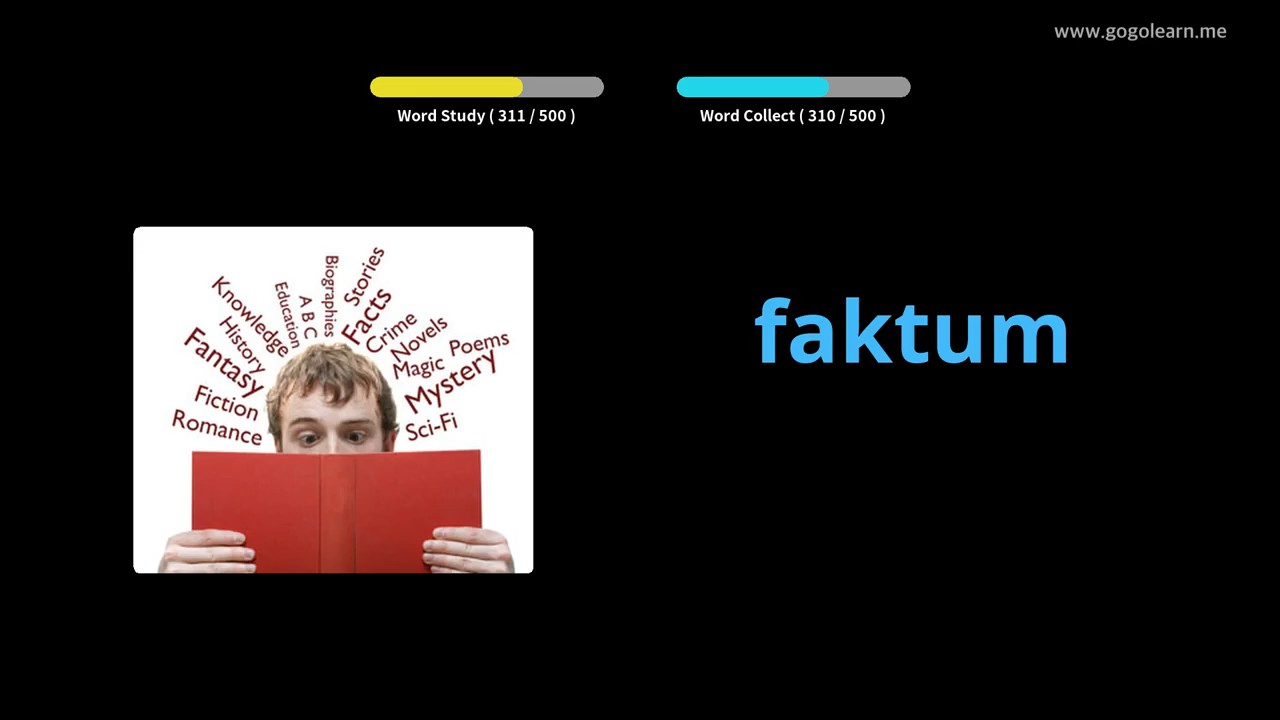 www.gogolearn.me
Word Study ( 311 / 500 )
Word Collect ( 310 / 500 )
faktum
Romance
Fiction
Fantasy
History
Knowledge
Education
A B C
Biographies
Stories
Facts
Crime
Novels
Magic
Poems
Mystery
Sci-Fi